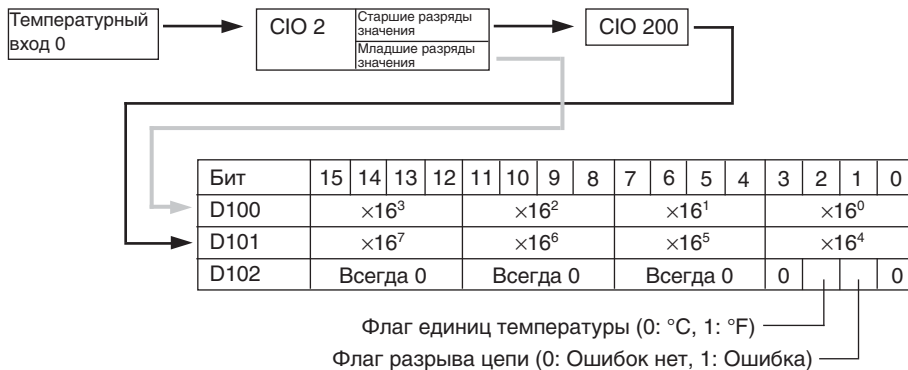 Температурный вход 0
CIO 2
Старшие разряды значения
Младшие разряды значения
CIO 200
Бит 15 14 13 12 11 10 9 8 7 6 5 4 3 2 1 0
D100 ×16³ ×16² ×16¹ ×16⁰
D101 ×16⁷ ×16⁶ ×16⁵ ×16⁴
D102 Всегда 0 Всегда 0 Всегда 0 0 0
Флаг единиц температуры (0: °C, 1: °F)
Флаг разрыва цепи (0: Ошибок нет, 1: Ошибка)